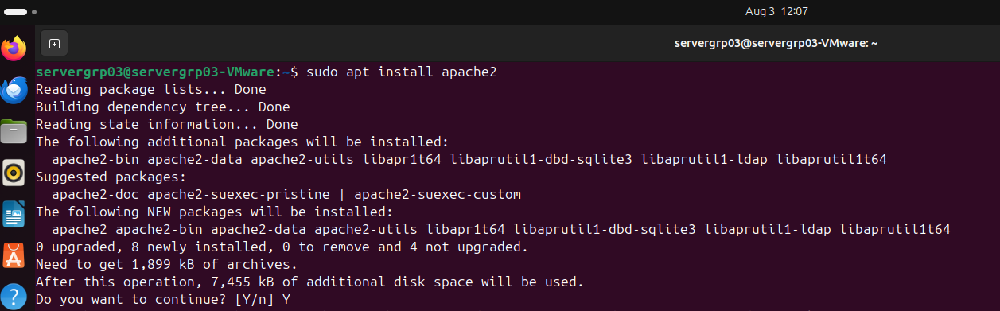 Aug 3 12:07
servergrp03@servergrp03-VMware: ~
servergrp03@servergrp03-VMware:~$ sudo apt install apache2
Reading package lists... Done
Building dependency tree... Done
Reading state information... Done
The following additional packages will be installed:
  apache2-bin apache2-data apache2-utils libapr1t64 libaprutil1-dbd-sqlite3 libaprutil1-ldap libaprutil1t64
Suggested packages:
  apache2-doc apache2-suexec-pristine | apache2-suexec-custom
The following NEW packages will be installed:
  apache2 apache2-bin apache2-data apache2-utils libapr1t64 libaprutil1-dbd-sqlite3 libaprutil1-ldap libaprutil1t64
0 upgraded, 8 newly installed, 0 to remove and 4 not upgraded.
Need to get 1,899 kB of archives.
After this operation, 7,455 kB of additional disk space will be used.
Do you want to continue? [Y/n] Y